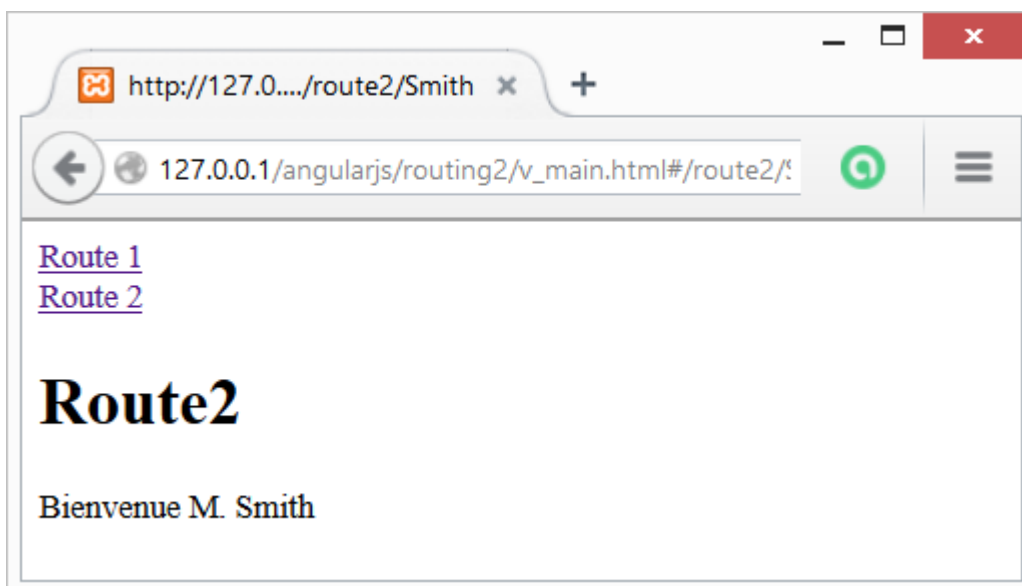 http://127.0..../route2/Smith
127.0.0.1/angularjs/routing2/v_main.html#/route2/
Route 1
Route 2
Route2
Bienvenue M. Smith